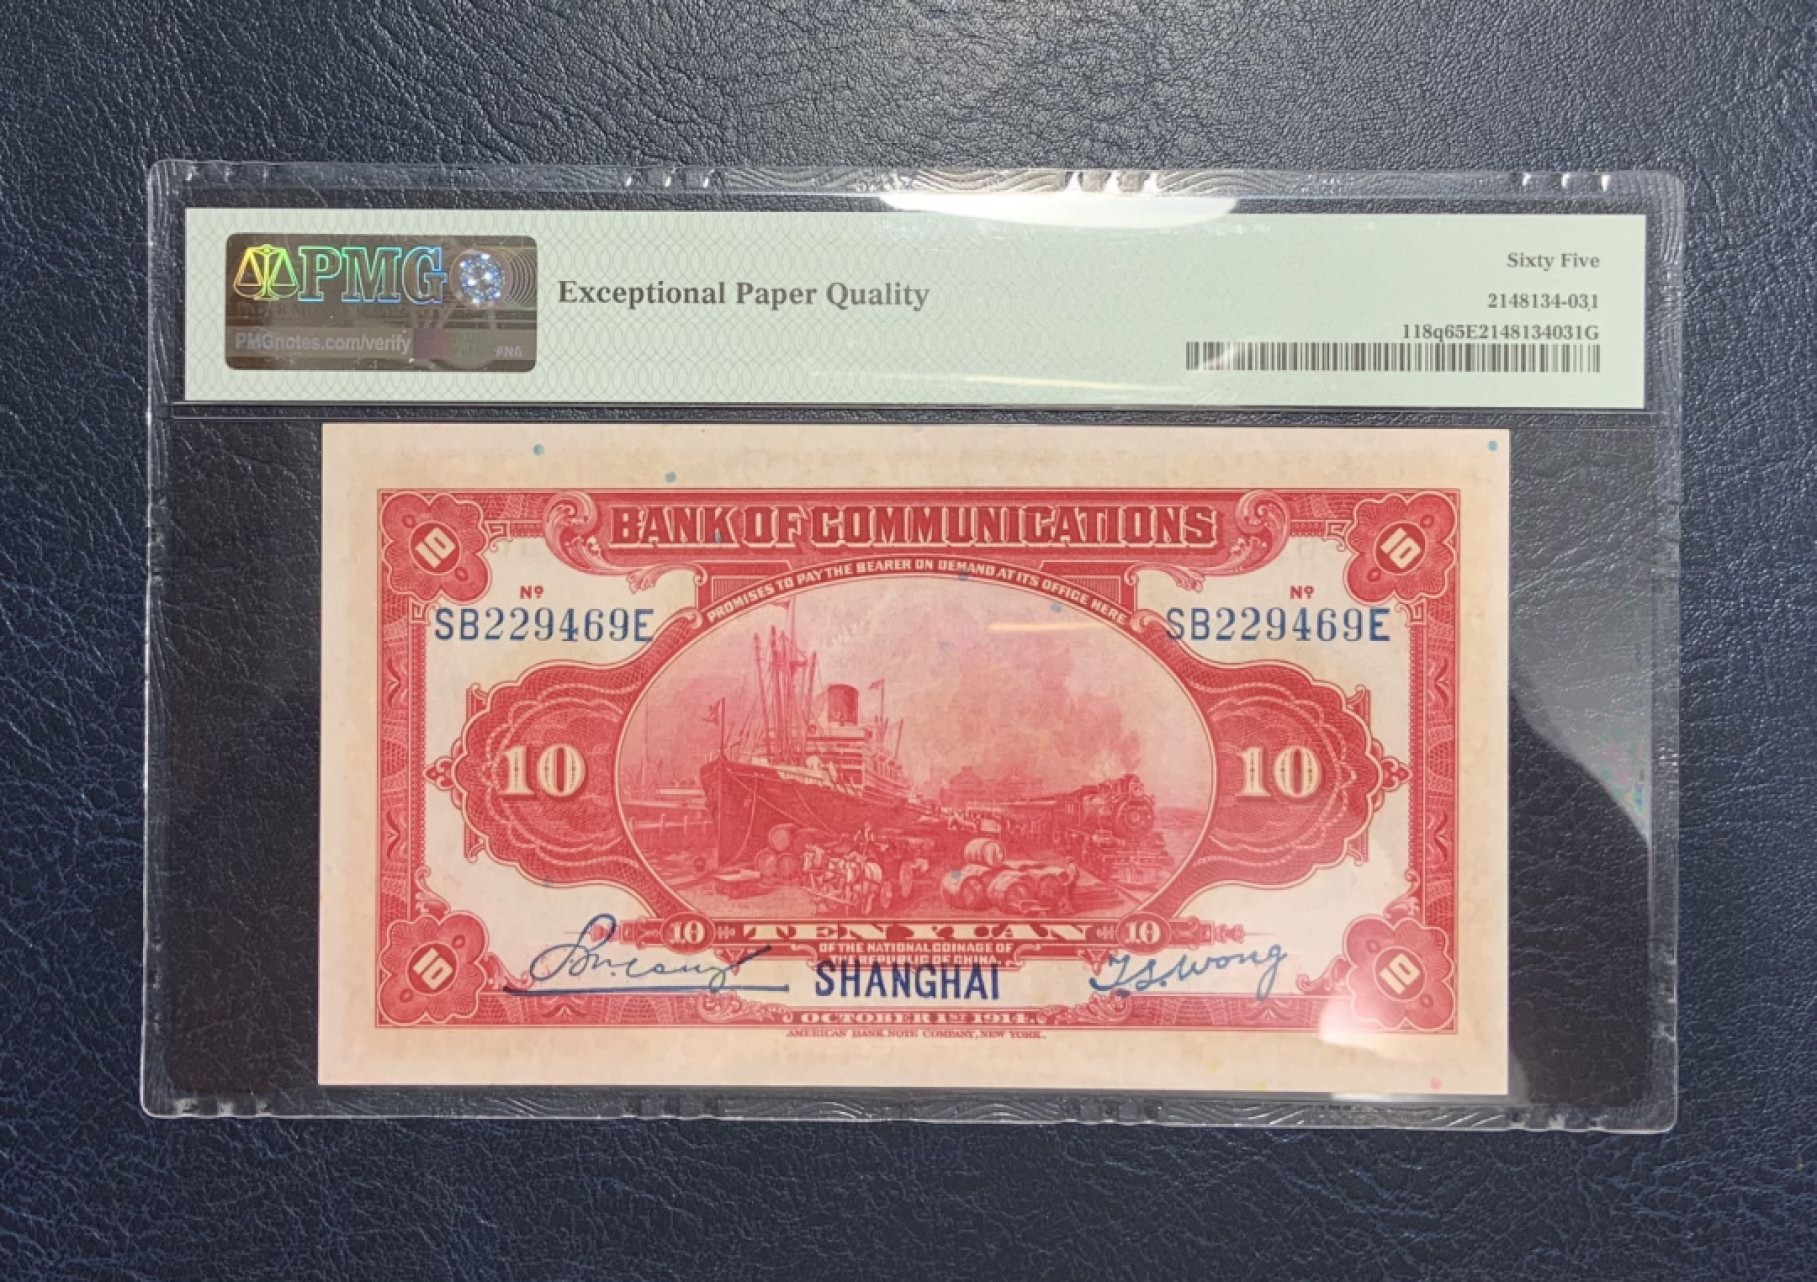 PMG
PMGnotes.com/verify
Exceptional Paper Quality
Sixty Five
2148134-031
118q65E2148134031G
10
BANK OF COMMUNICATIONS
10
PROMISES TO PAY THE BEARER ON DEMAND AT ITS OFFICE HERE
Nº
Nº
SB229469E
SB229469E
10
10
10 TEN YUAN 10
OF THE NATIONAL COINAGE OF
THE REPUBLIC OF CHINA
10
SHANGHAI
T.S. Wong
10
OCTOBER 1ST 1914.
AMERICAN BANK NOTE COMPANY, NEW YORK.